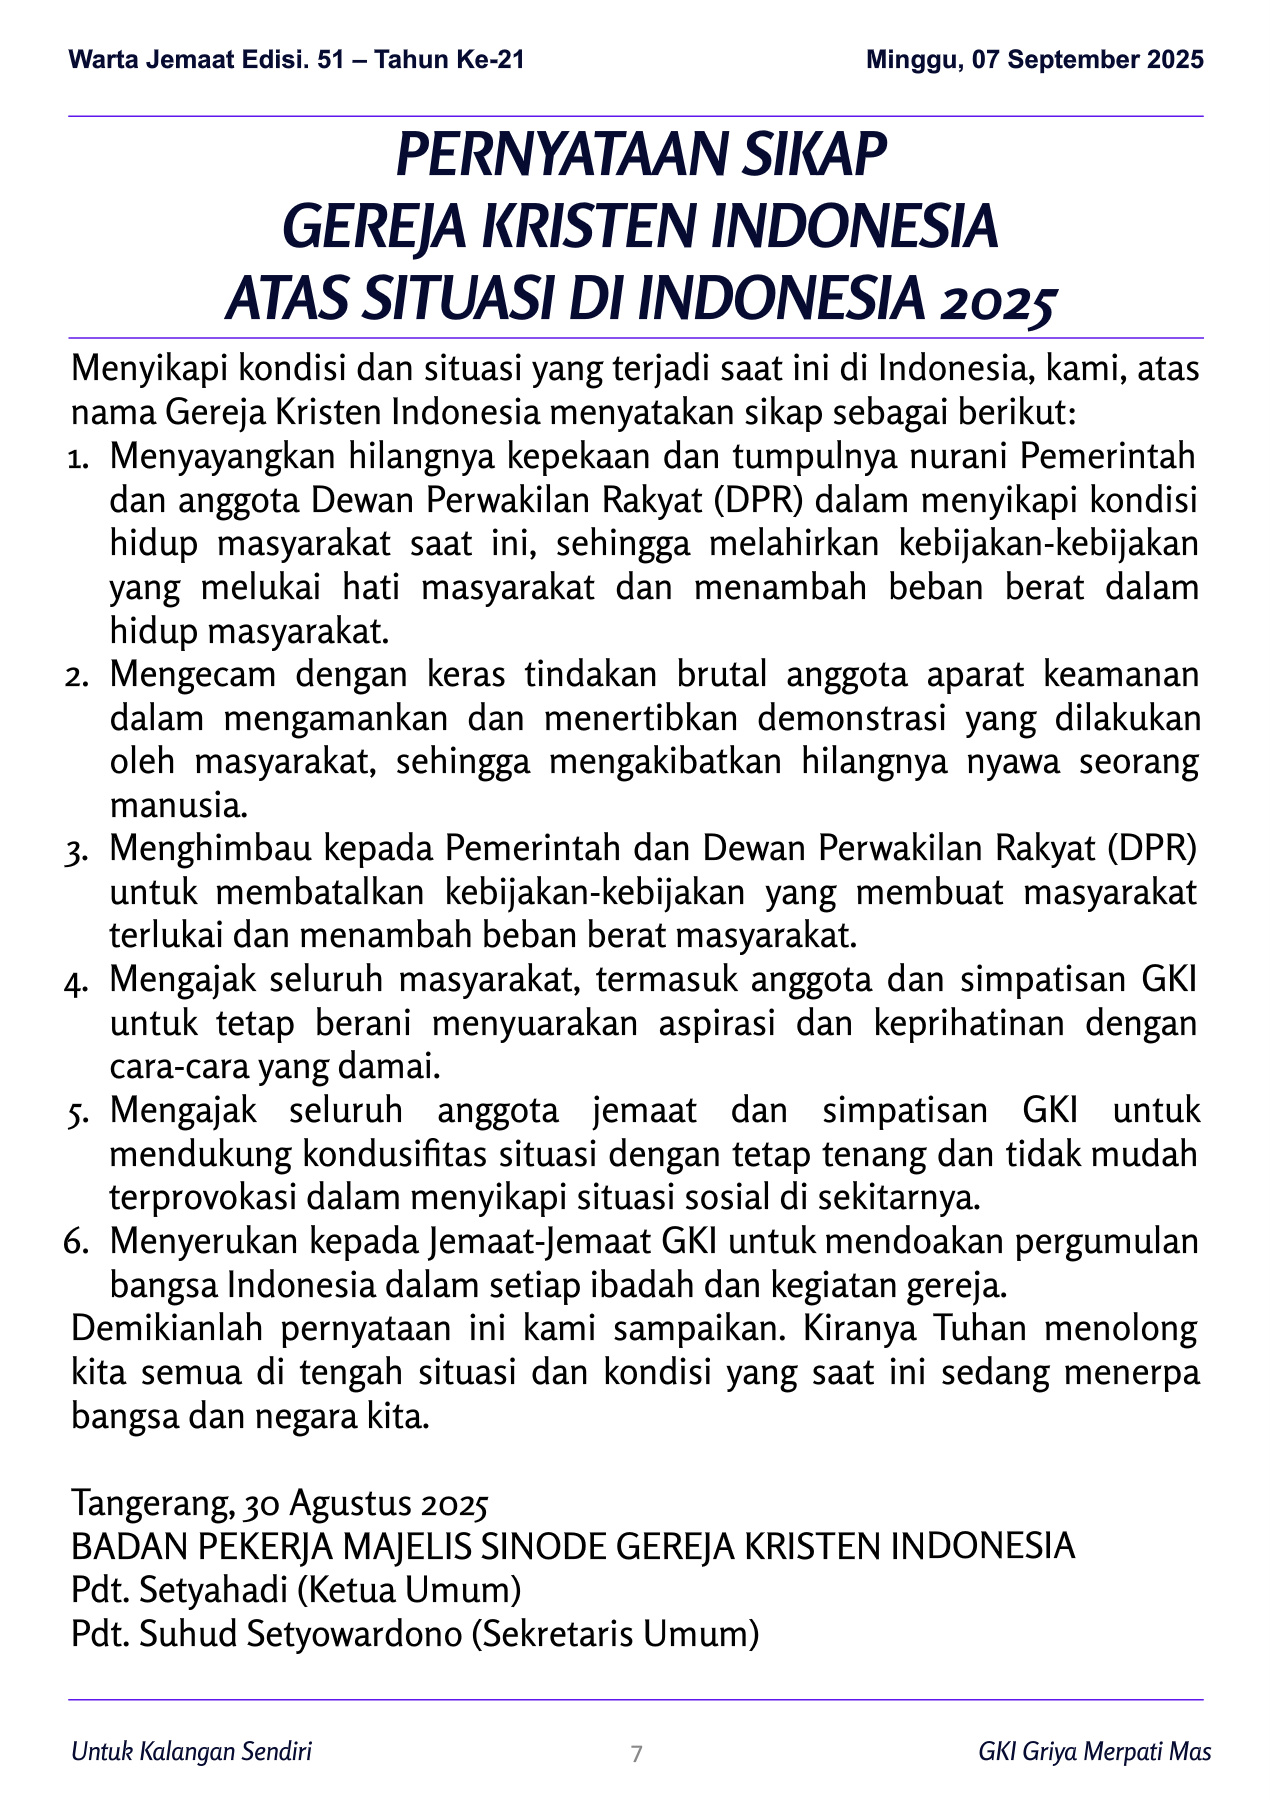 Warta Jemaat Edisi. 51 – Tahun Ke-21
Minggu, 07 September 2025
PERNYATAAN SIKAP
GEREJA KRISTEN INDONESIA
ATAS SITUASI DI INDONESIA 2025
Menyikapi kondisi dan situasi yang terjadi saat ini di Indonesia, kami, atas
nama Gereja Kristen Indonesia menyatakan sikap sebagai berikut:
1. Menyayangkan hilangnya kepekaan dan tumpulnya nurani Pemerintah
dan anggota Dewan Perwakilan Rakyat (DPR) dalam menyikapi kondisi
hidup masyarakat saat ini, sehingga melahirkan kebijakan-kebijakan
yang melukai hati masyarakat dan menambah beban berat dalam
hidup masyarakat.
2. Mengecam dengan keras tindakan brutal anggota aparat keamanan
dalam mengamankan dan menertibkan demonstrasi yang dilakukan
oleh masyarakat, sehingga mengakibatkan hilangnya nyawa seorang
manusia.
3. Menghimbau kepada Pemerintah dan Dewan Perwakilan Rakyat (DPR)
untuk membatalkan kebijakan-kebijakan yang membuat masyarakat
terlukai dan menambah beban berat masyarakat.
4. Mengajak seluruh masyarakat, termasuk anggota dan simpatisan GKI
untuk tetap berani menyuarakan aspirasi dan keprihatinan dengan
cara-cara yang damai.
5. Mengajak seluruh anggota jemaat dan simpatisan GKI untuk
mendukung kondusifitas situasi dengan tetap tenang dan tidak mudah
terprovokasi dalam menyikapi situasi sosial di sekitarnya.
6. Menyerukan kepada Jemaat-Jemaat GKI untuk mendoakan pergumulan
bangsa Indonesia dalam setiap ibadah dan kegiatan gereja.
Demikianlah pernyataan ini kami sampaikan. Kiranya Tuhan menolong
kita semua di tengah situasi dan kondisi yang saat ini sedang menerpa
bangsa dan negara kita.
Tangerang, 30 Agustus 2025
BADAN PEKERJA MAJELIS SINODE GEREJA KRISTEN INDONESIA
Pdt. Setyahadi (Ketua Umum)
Pdt. Suhud Setyowardono (Sekretaris Umum)
Untuk Kalangan Sendiri
7
GKI Griya Merpati Mas